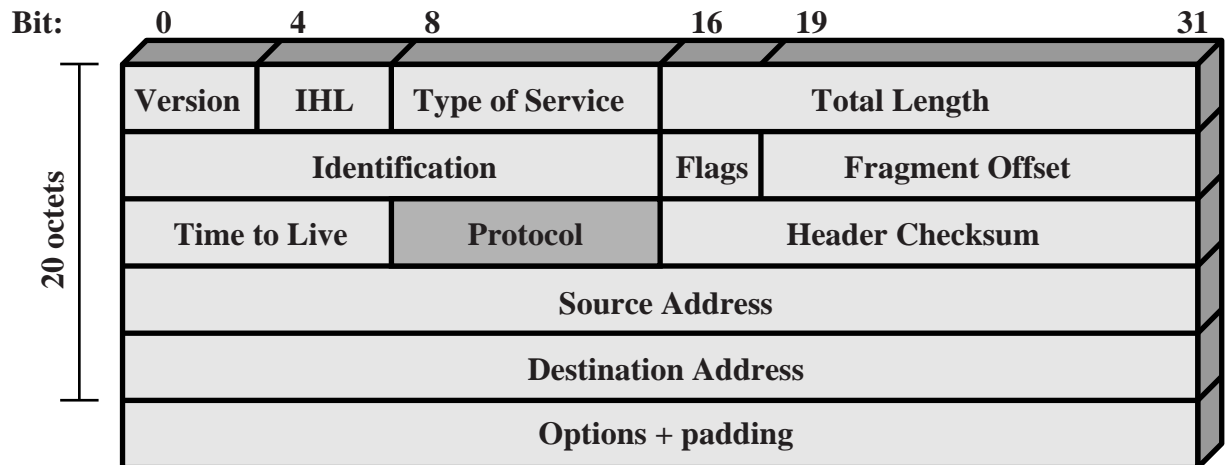 Bit: 0 4 8 16 19 31
Version IHL Type of Service Total Length
Identification Flags Fragment Offset
Time to Live Protocol Header Checksum
Source Address
Destination Address
Options + padding
20 octets